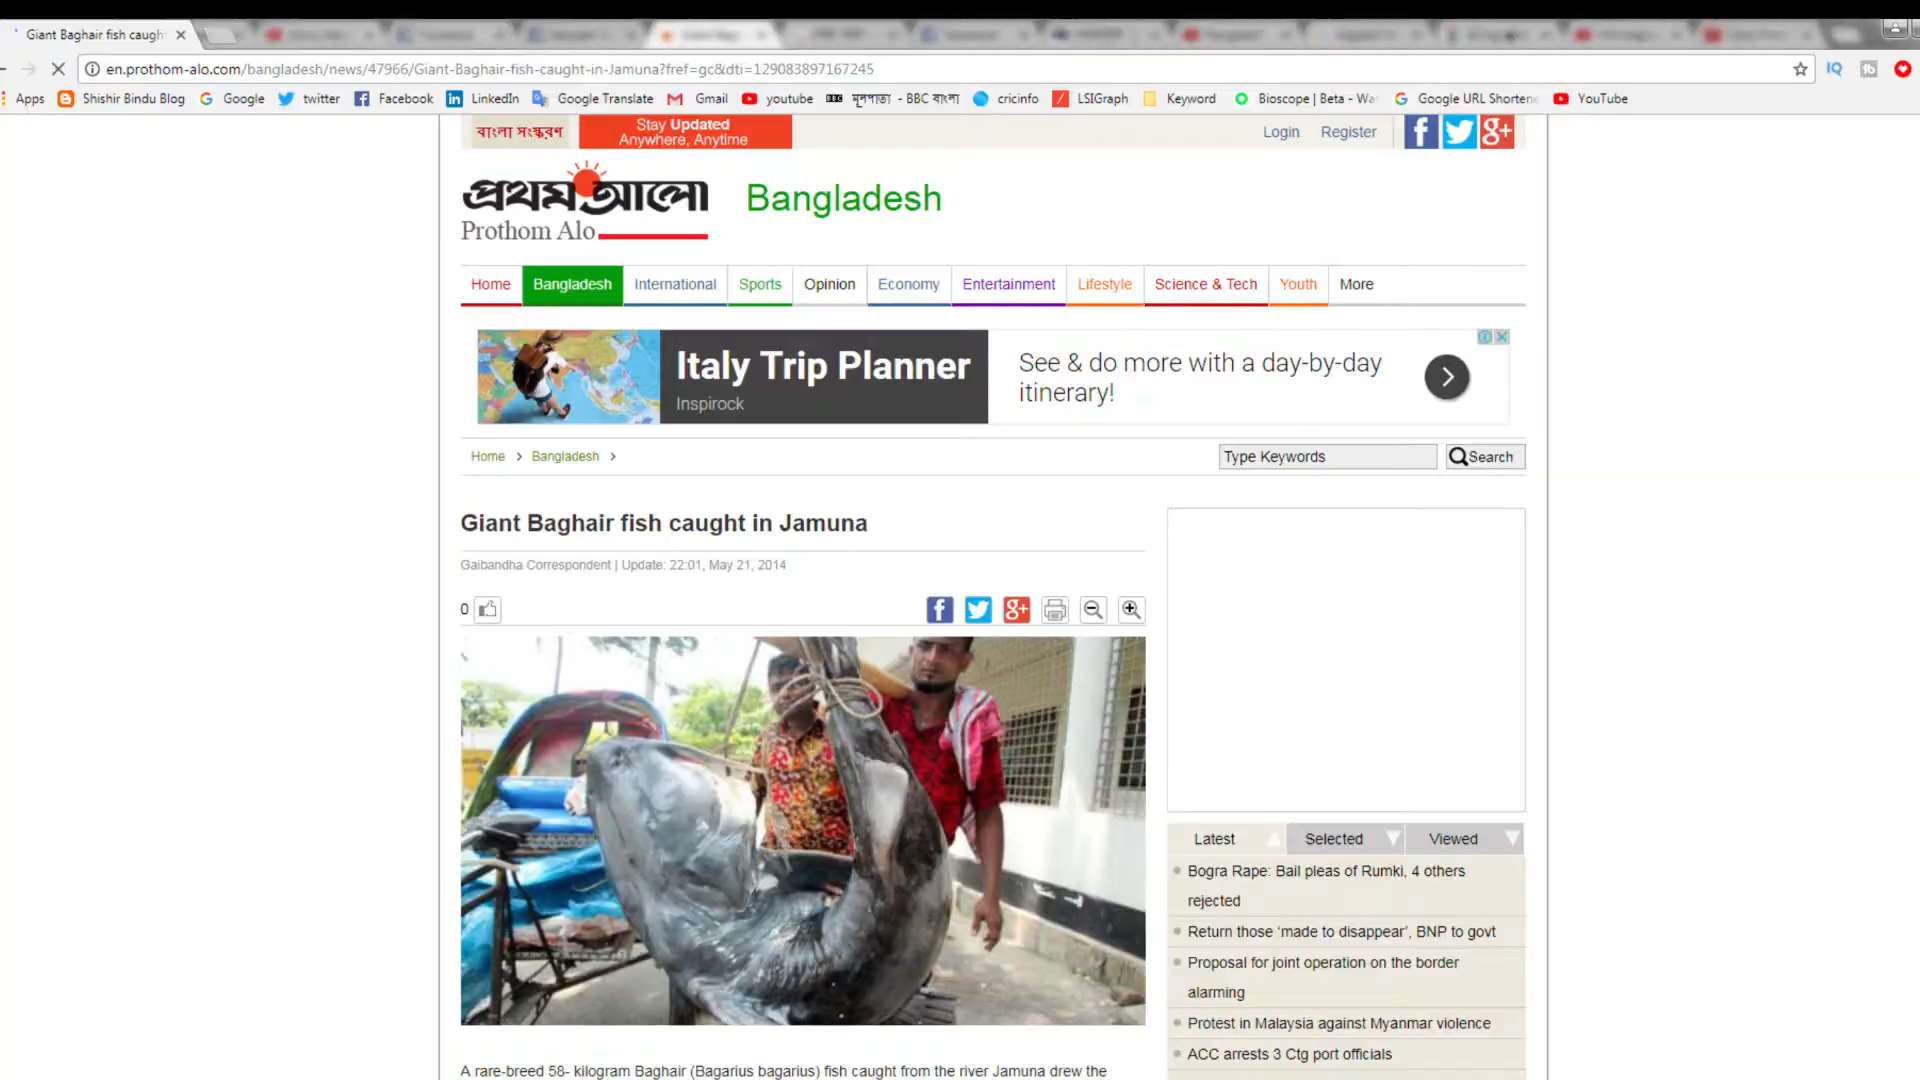 Giant Baghair fish caugh
en.prothom-alo.com/bangladesh/news/47966/Giant-Baghair-fish-caught-in-Jamuna?fref=gc&dti=129083897167245
Apps Shishir Bindu Blog Google twitter Facebook LinkedIn Google Translate Gmail youtube মূলপাতা - BBC বাংলা cricinfo LSIGraph Keyword Bioscope | Beta - Wa Google URL Shortene YouTube
বাংলা সংস্করণ
Stay Updated
Anywhere, Anytime
Login Register
প্রথম আলো
Prothom Alo
Bangladesh
Home Bangladesh International Sports Opinion Economy Entertainment Lifestyle Science & Tech Youth More
Italy Trip Planner
Inspirock
See & do more with a day-by-day
itinerary!
Home > Bangladesh >
Type Keywords Search
Giant Baghair fish caught in Jamuna
Gaibandha Correspondent | Update: 22:01, May 21, 2014
0
Latest Selected Viewed
Bogra Rape: Bail pleas of Rumki, 4 others
rejected
Return those ‘made to disappear’, BNP to govt
Proposal for joint operation on the border
alarming
Protest in Malaysia against Myanmar violence
ACC arrests 3 Ctg port officials
A rare-breed 58- kilogram Baghair (Bagarius bagarius) fish caught from the river Jamuna drew the